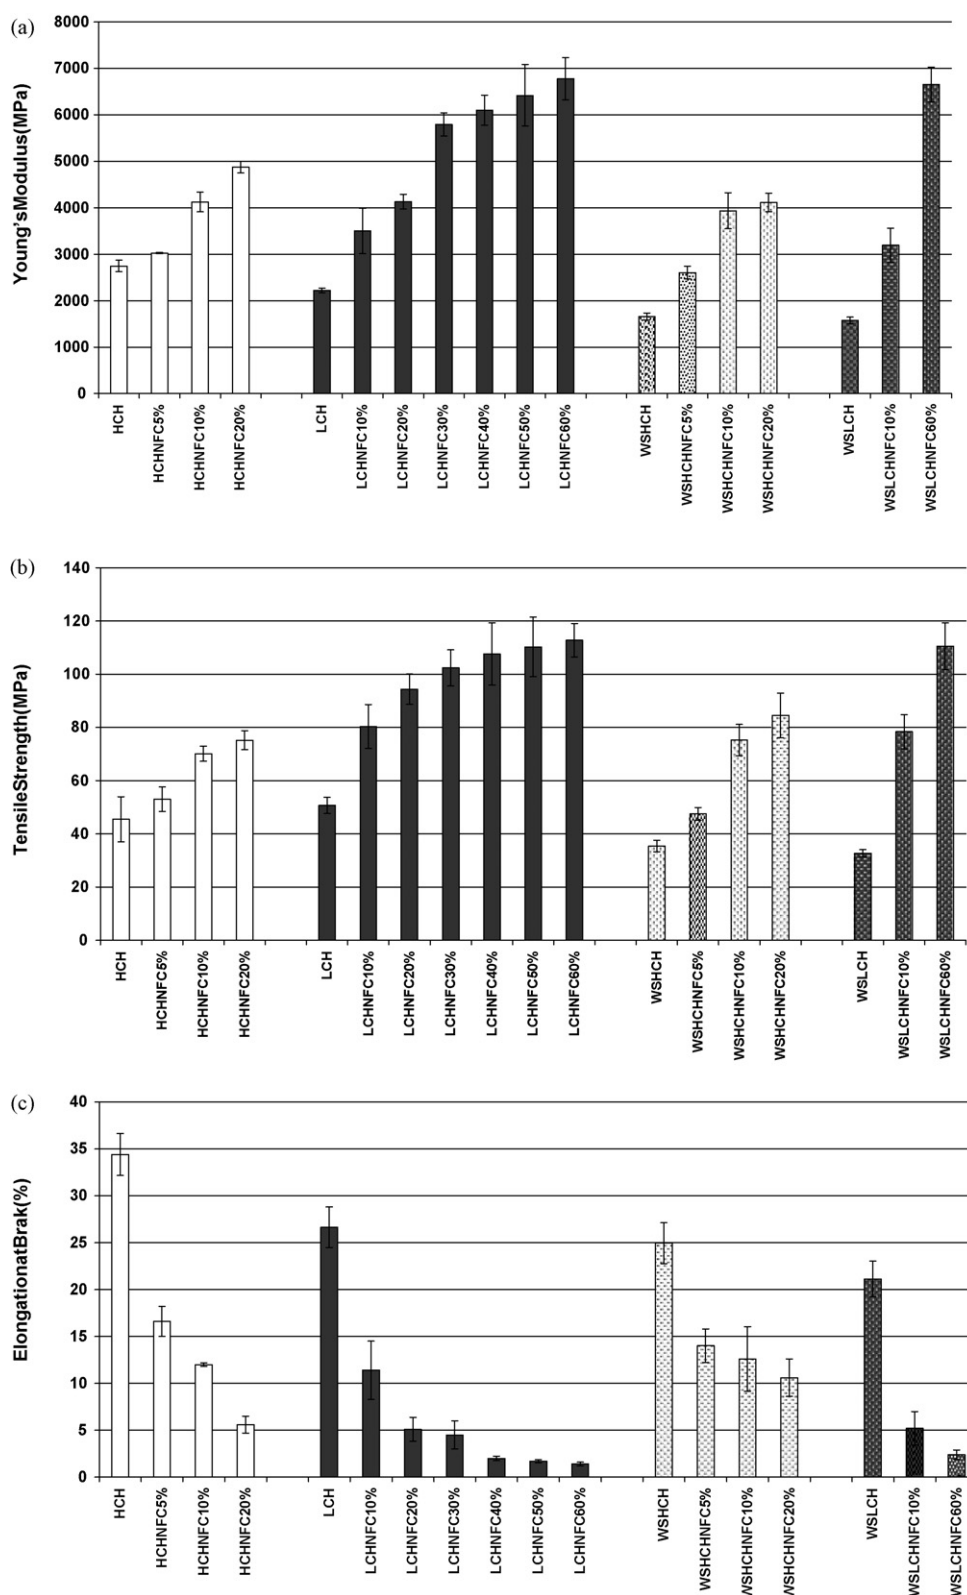 (a)
8000
7000
6000
5000
4000
3000
2000
1000
0
Young'sModulus(MPa)
HCH
HCHNFC5%
HCHNFC10%
HCHNFC20%
LCH
LCHNFC10%
LCHNFC20%
LCHNFC30%
LCHNFC40%
LCHNFC50%
LCHNFC60%
WSHCH
WSHCHNFC5%
WSHCHNFC10%
WSHCHNFC20%
WSLCH
WSLCHNFC10%
WSLCHNFC60%
(b)
140
120
100
80
60
40
20
0
TensileStrength(MPa)
HCH
HCHNFC5%
HCHNFC10%
HCHNFC20%
LCH
LCHNFC10%
LCHNFC20%
LCHNFC30%
LCHNFC40%
LCHNFC50%
LCHNFC60%
WSHCH
WSHCHNFC5%
WSHCHNFC10%
WSHCHNFC20%
WSLCH
WSLCHNFC10%
WSLCHNFC60%
(c)
40
35
30
25
20
15
10
5
0
ElongationatBrak(%)
HCH
HCHNFC5%
HCHNFC10%
HCHNFC20%
LCH
LCHNFC10%
LCHNFC20%
LCHNFC30%
LCHNFC40%
LCHNFC50%
LCHNFC60%
WSHCH
WSHCHNFC5%
WSHCHNFC10%
WSHCHNFC20%
WSLCH
WSLCHNFC10%
WSLCHNFC60%